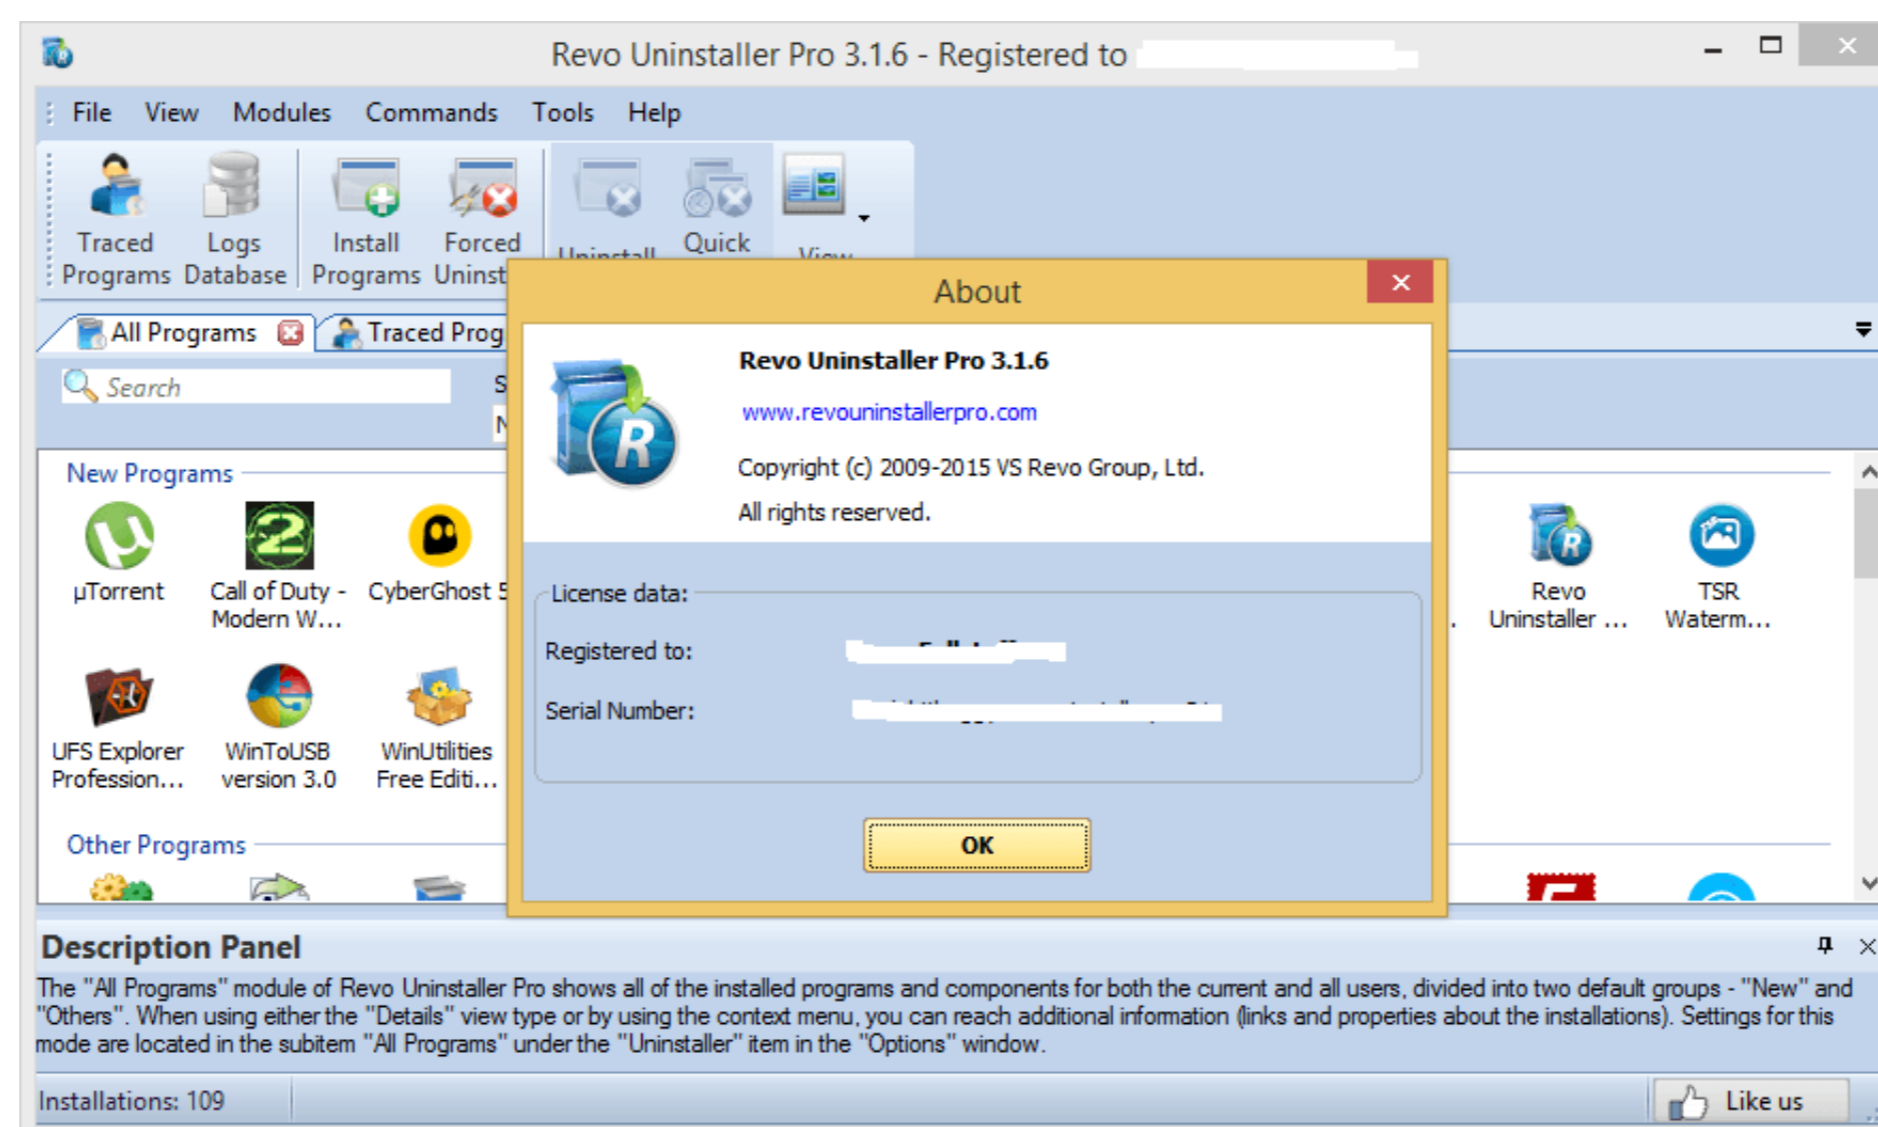 Revo Uninstaller Pro 3.1.6 - Registered to
File View Modules Commands Tools Help
Traced Programs
Logs Database
Install Programs
Forced Uninst
Uninstall
Quick
View
All Programs
Traced Prog
Search
S
N
New Programs
µTorrent
Call of Duty - Modern W...
CyberGhost 5
Revo Uninstaller ...
TSR Waterm...
UFS Explorer Profession...
WinToUSB version 3.0
WinUtilities Free Editi...
Other Programs
About
Revo Uninstaller Pro 3.1.6
www.revouninstallerpro.com
Copyright (c) 2009-2015 VS Revo Group, Ltd.
All rights reserved.
License data:
Registered to:
Serial Number:
OK
Description Panel
The "All Programs" module of Revo Uninstaller Pro shows all of the installed programs and components for both the current and all users, divided into two default groups - "New" and
"Others". When using either the "Details" view type or by using the context menu, you can reach additional information (links and properties about the installations). Settings for this
mode are located in the subitem "All Programs" under the "Uninstaller" item in the "Options" window.
Installations: 109
Like us